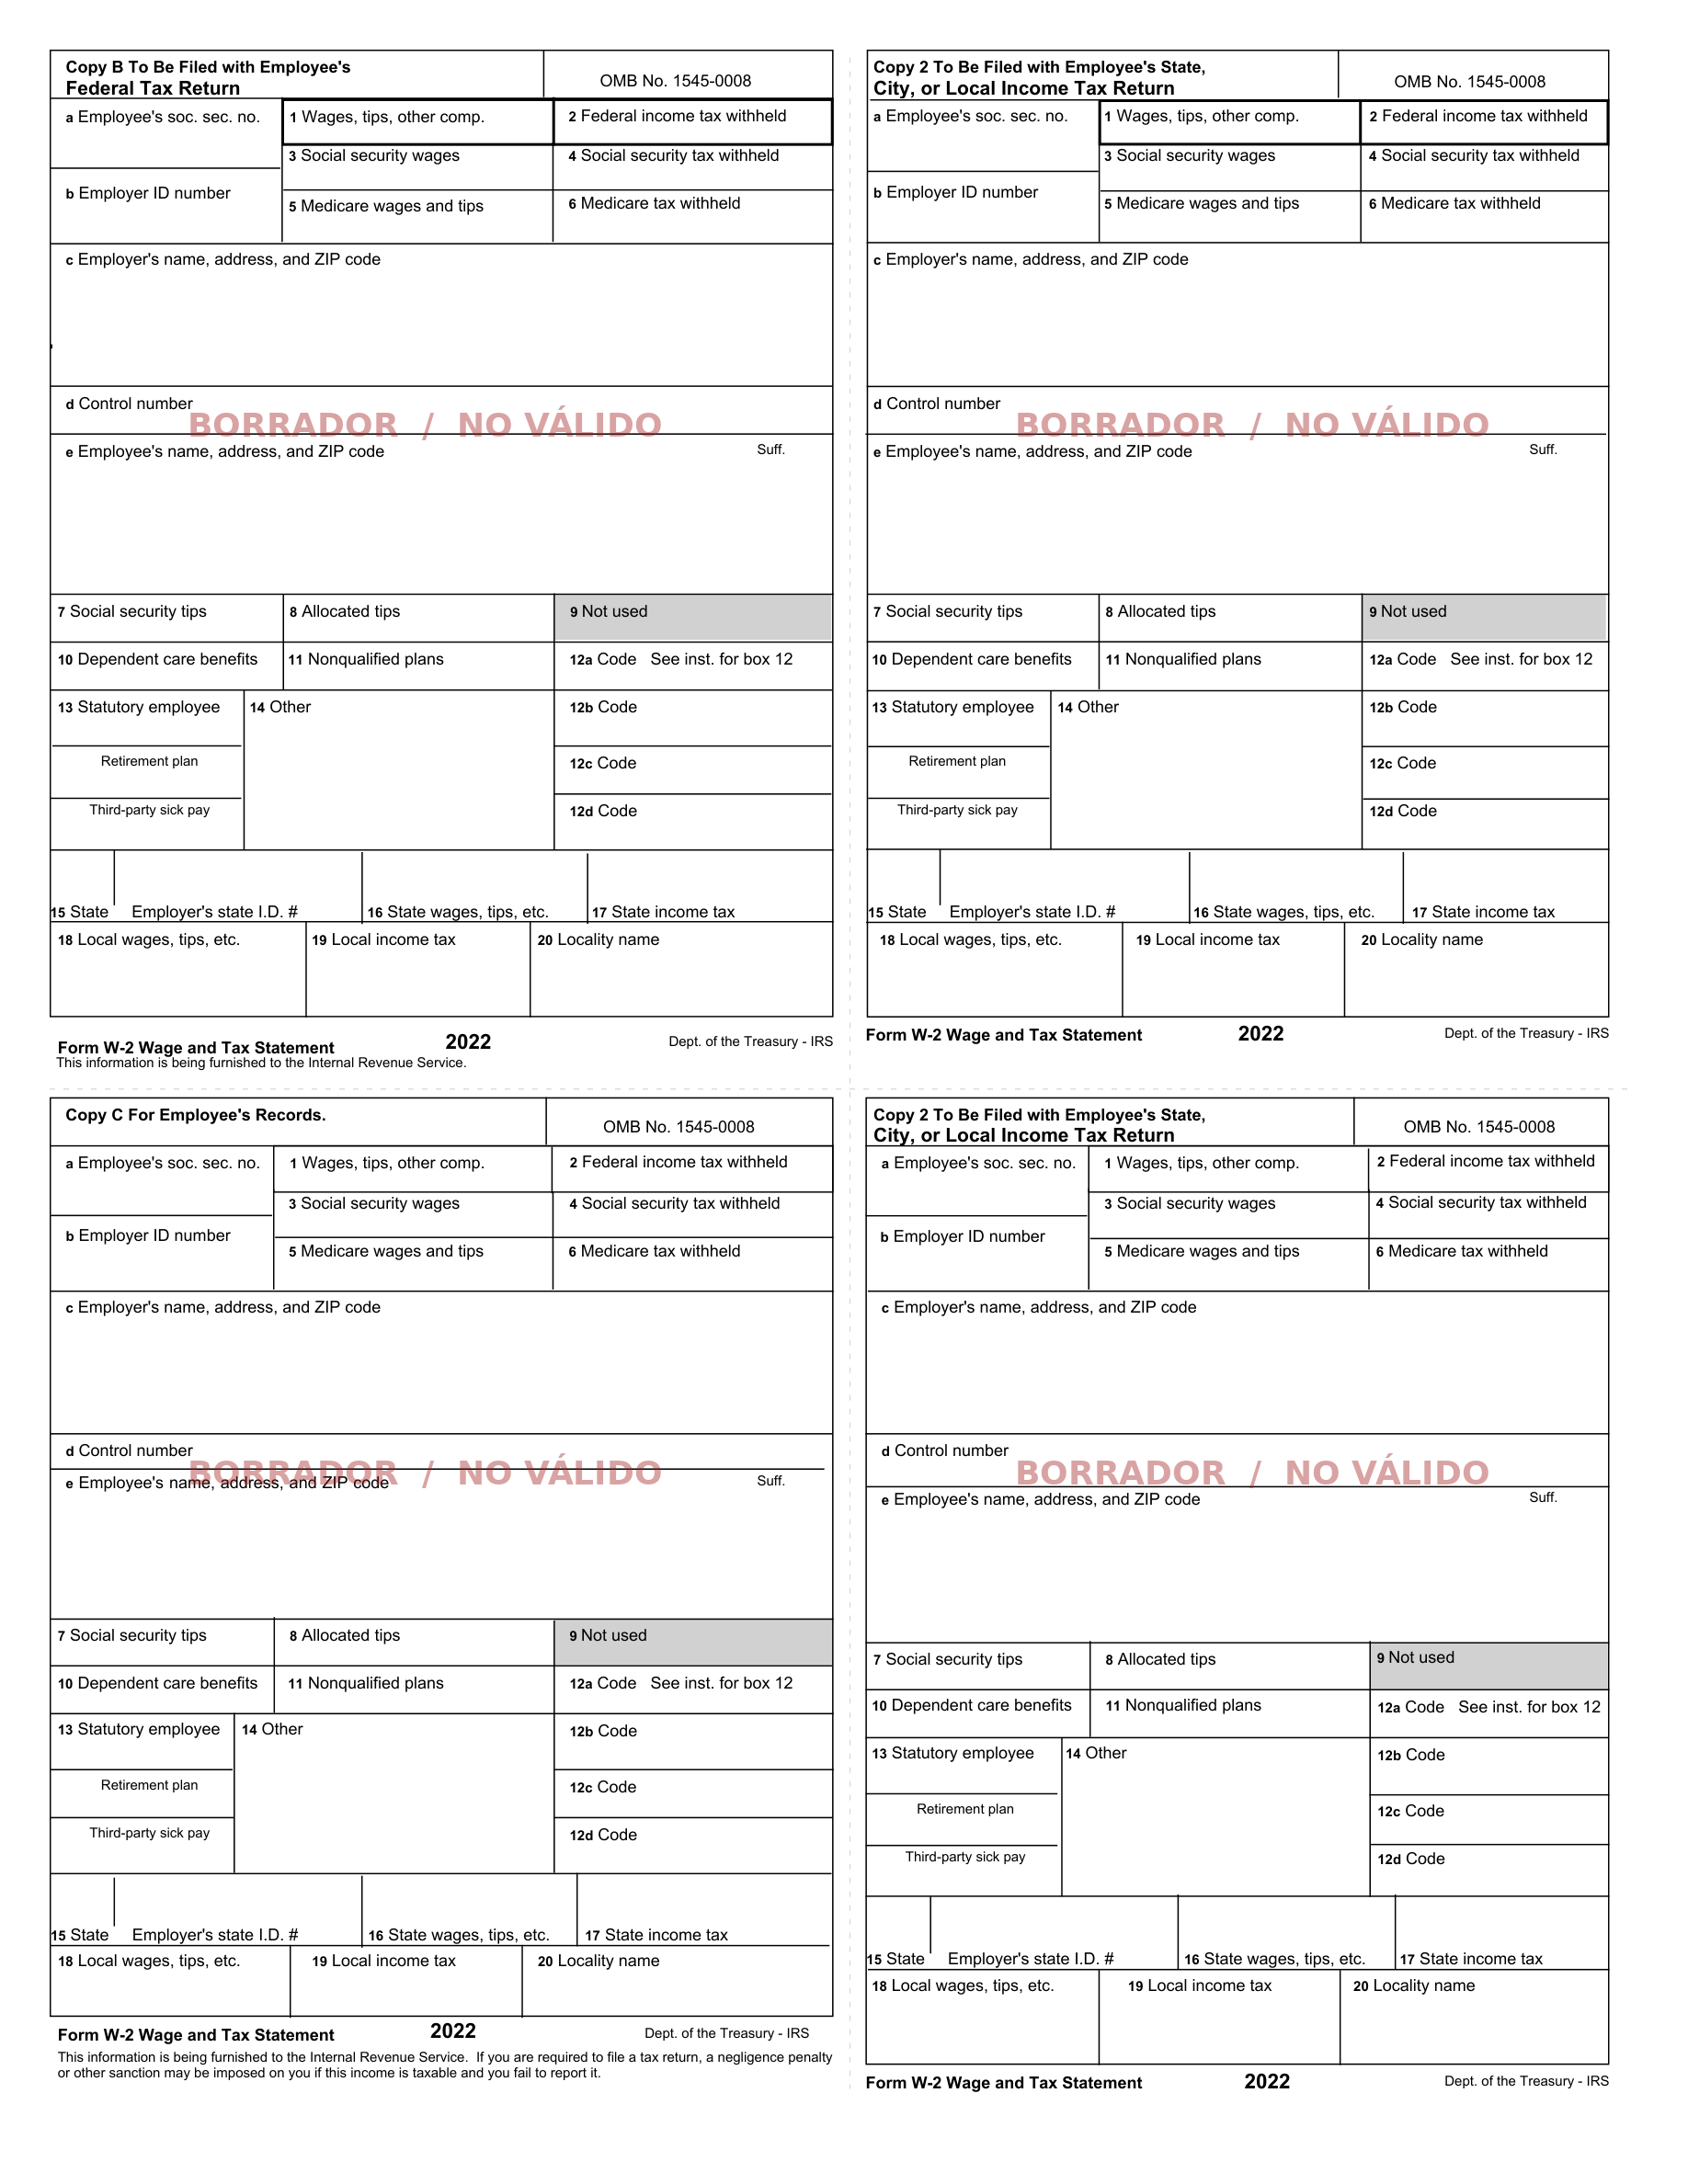 Copy B To Be Filed with Employee's
Federal Tax Return
OMB No. 1545-0008
a Employee's soc. sec. no.
1 Wages, tips, other comp.
2 Federal income tax withheld
3 Social security wages
4 Social security tax withheld
b Employer ID number
5 Medicare wages and tips
6 Medicare tax withheld
c Employer's name, address, and ZIP code
d Control number
BORRADOR / NO VÁLIDO
e Employee's name, address, and ZIP code
Suff.
7 Social security tips
8 Allocated tips
9 Not used
10 Dependent care benefits
11 Nonqualified plans
12a Code See inst. for box 12
13 Statutory employee
14 Other
12b Code
Retirement plan
12c Code
Third-party sick pay
12d Code
15 State
Employer's state I.D. #
16 State wages, tips, etc.
17 State income tax
18 Local wages, tips, etc.
19 Local income tax
20 Locality name
Form W-2 Wage and Tax Statement
2022
Dept. of the Treasury - IRS
This information is being furnished to the Internal Revenue Service.
Copy 2 To Be Filed with Employee's State,
City, or Local Income Tax Return
OMB No. 1545-0008
a Employee's soc. sec. no.
1 Wages, tips, other comp.
2 Federal income tax withheld
3 Social security wages
4 Social security tax withheld
b Employer ID number
5 Medicare wages and tips
6 Medicare tax withheld
c Employer's name, address, and ZIP code
d Control number
BORRADOR / NO VÁLIDO
e Employee's name, address, and ZIP code
Suff.
7 Social security tips
8 Allocated tips
9 Not used
10 Dependent care benefits
11 Nonqualified plans
12a Code See inst. for box 12
13 Statutory employee
14 Other
12b Code
Retirement plan
12c Code
Third-party sick pay
12d Code
15 State
Employer's state I.D. #
16 State wages, tips, etc.
17 State income tax
18 Local wages, tips, etc.
19 Local income tax
20 Locality name
Form W-2 Wage and Tax Statement
2022
Dept. of the Treasury - IRS
Copy C For Employee's Records.
OMB No. 1545-0008
a Employee's soc. sec. no.
1 Wages, tips, other comp.
2 Federal income tax withheld
3 Social security wages
4 Social security tax withheld
b Employer ID number
5 Medicare wages and tips
6 Medicare tax withheld
c Employer's name, address, and ZIP code
d Control number
BORRADOR / NO VÁLIDO
e Employee's name, address, and ZIP code
Suff.
7 Social security tips
8 Allocated tips
9 Not used
10 Dependent care benefits
11 Nonqualified plans
12a Code See inst. for box 12
13 Statutory employee
14 Other
12b Code
Retirement plan
12c Code
Third-party sick pay
12d Code
15 State
Employer's state I.D. #
16 State wages, tips, etc.
17 State income tax
18 Local wages, tips, etc.
19 Local income tax
20 Locality name
Form W-2 Wage and Tax Statement
2022
Dept. of the Treasury - IRS
This information is being furnished to the Internal Revenue Service. If you are required to file a tax return, a negligence penalty
or other sanction may be imposed on you if this income is taxable and you fail to report it.
Copy 2 To Be Filed with Employee's State,
City, or Local Income Tax Return
OMB No. 1545-0008
a Employee's soc. sec. no.
1 Wages, tips, other comp.
2 Federal income tax withheld
3 Social security wages
4 Social security tax withheld
b Employer ID number
5 Medicare wages and tips
6 Medicare tax withheld
c Employer's name, address, and ZIP code
d Control number
BORRADOR / NO VÁLIDO
e Employee's name, address, and ZIP code
Suff.
7 Social security tips
8 Allocated tips
9 Not used
10 Dependent care benefits
11 Nonqualified plans
12a Code See inst. for box 12
13 Statutory employee
14 Other
12b Code
Retirement plan
12c Code
Third-party sick pay
12d Code
15 State
Employer's state I.D. #
16 State wages, tips, etc.
17 State income tax
18 Local wages, tips, etc.
19 Local income tax
20 Locality name
Form W-2 Wage and Tax Statement
2022
Dept. of the Treasury - IRS